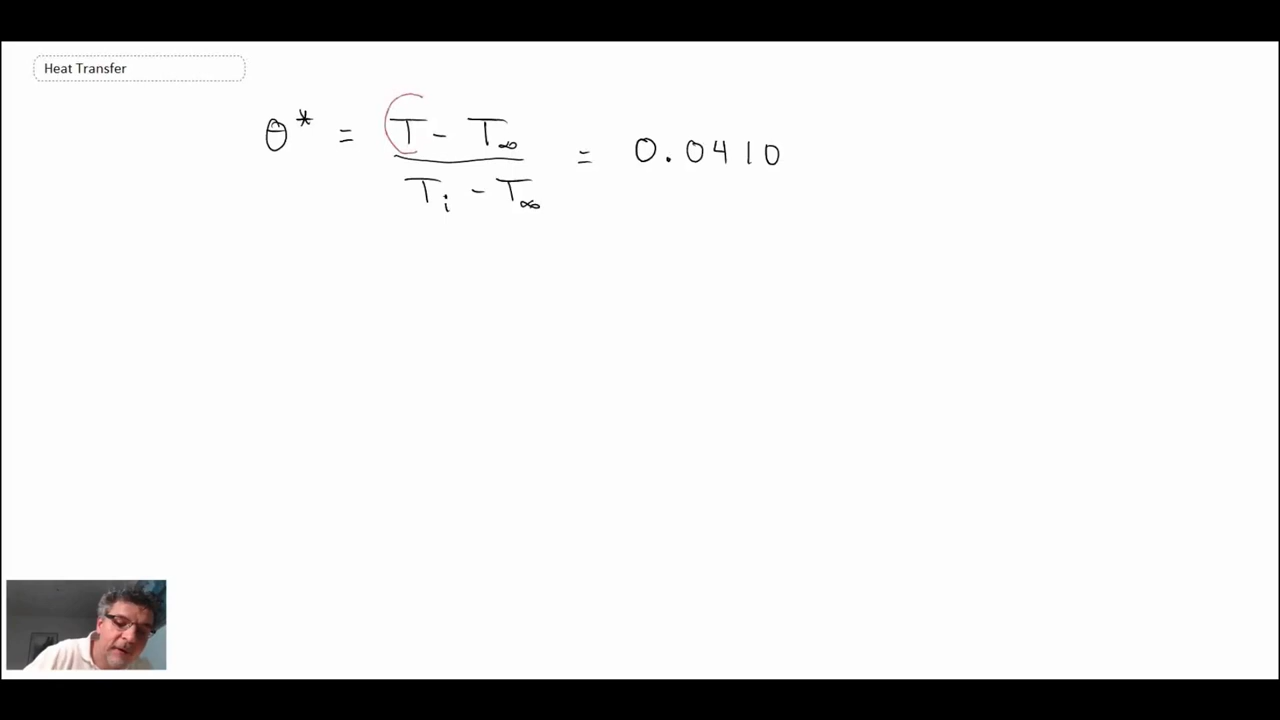 Heat Transfer
θ* = (T - T∞) / (Ti - T∞) = 0.0410